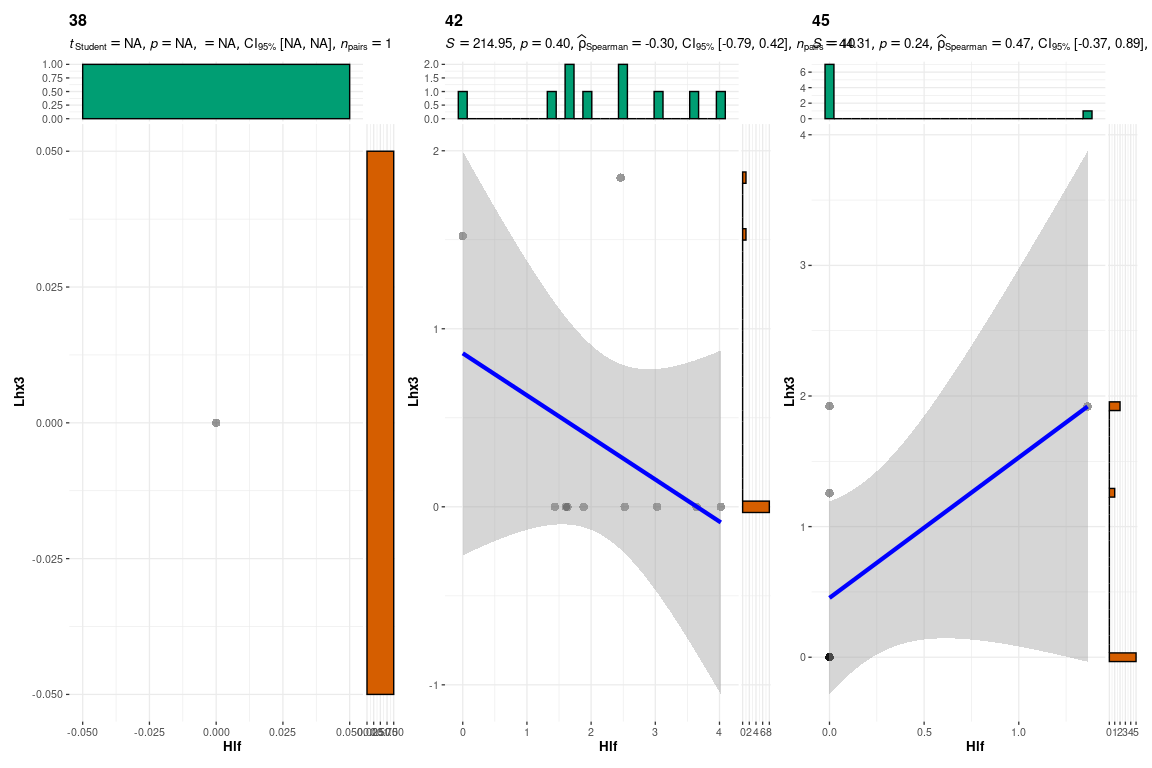 38
t Student = NA, p = NA, = NA, CI95% [NA, NA], n pairs = 1
1.00
0.75
0.50
0.25
0.00
0.050
0.025
0.000
-0.025
-0.050
Lhx3
-0.050 -0.025 0.000 0.025 0.050
Hlf
42
S = 214.95, p = 0.40, ρ̂ Spearman = -0.30, CI95% [-0.79, 0.42], n pairs =
2.0
1.5
1.0
0.5
0.0
2
1
0
-1
Lhx3
0 1 2 3 4
0 2 4 6 8
Hlf
45
p = 0.24, ρ̂ Spearman = 0.47, CI95% [-0.37, 0.89],
6
4
2
0
4
3
2
1
0
Lhx3
0.0 0.5 1.0
0 1 2 3 4 5
Hlf